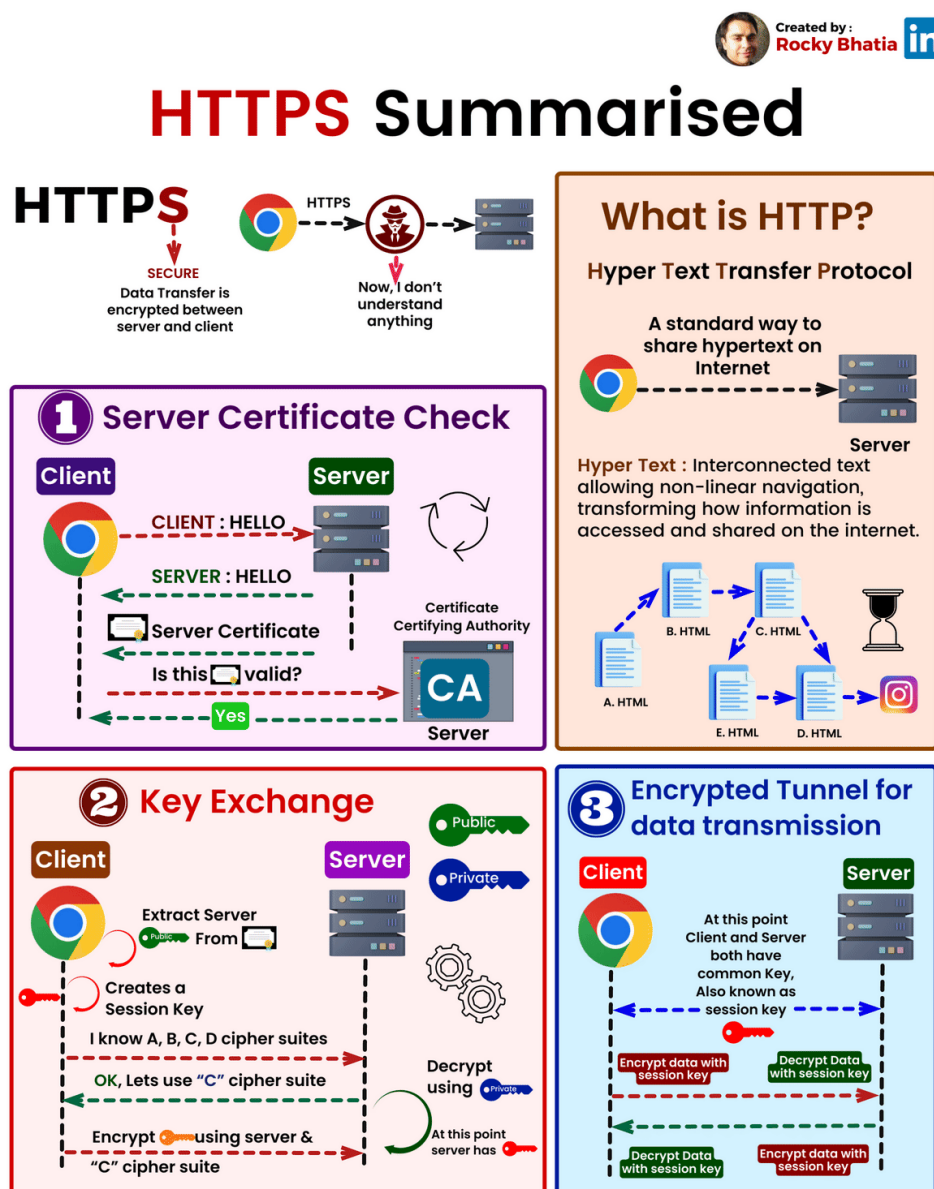 Created by :
Rocky Bhatia
in
HTTPS Summarised
HTTPS
SECURE
Data Transfer is
encrypted between
server and client
HTTPS
Now, I don't
understand
anything
What is HTTP?
Hyper Text Transfer Protocol
A standard way to
share hypertext on
Internet
Server
Hyper Text : Interconnected text
allowing non-linear navigation,
transforming how information is
accessed and shared on the internet.
A. HTML
B. HTML
C. HTML
E. HTML
D. HTML
1 Server Certificate Check
Client
Server
CLIENT : HELLO
SERVER : HELLO
Server Certificate
Is this valid?
Yes
Certificate
Certifying Authority
CA
Server
2 Key Exchange
Public
Private
Client
Server
Extract Server
Public From
Creates a
Session Key
I know A, B, C, D cipher suites
OK, Lets use "C" cipher suite
Encrypt using server &
"C" cipher suite
Decrypt
using Private
At this point
server has
3 Encrypted Tunnel for
data transmission
Client
Server
At this point
Client and Server
both have
common Key,
Also known as
session key
Encrypt data with
session key
Decrypt Data
with session key
Decrypt Data
with session key
Encrypt data with
session key